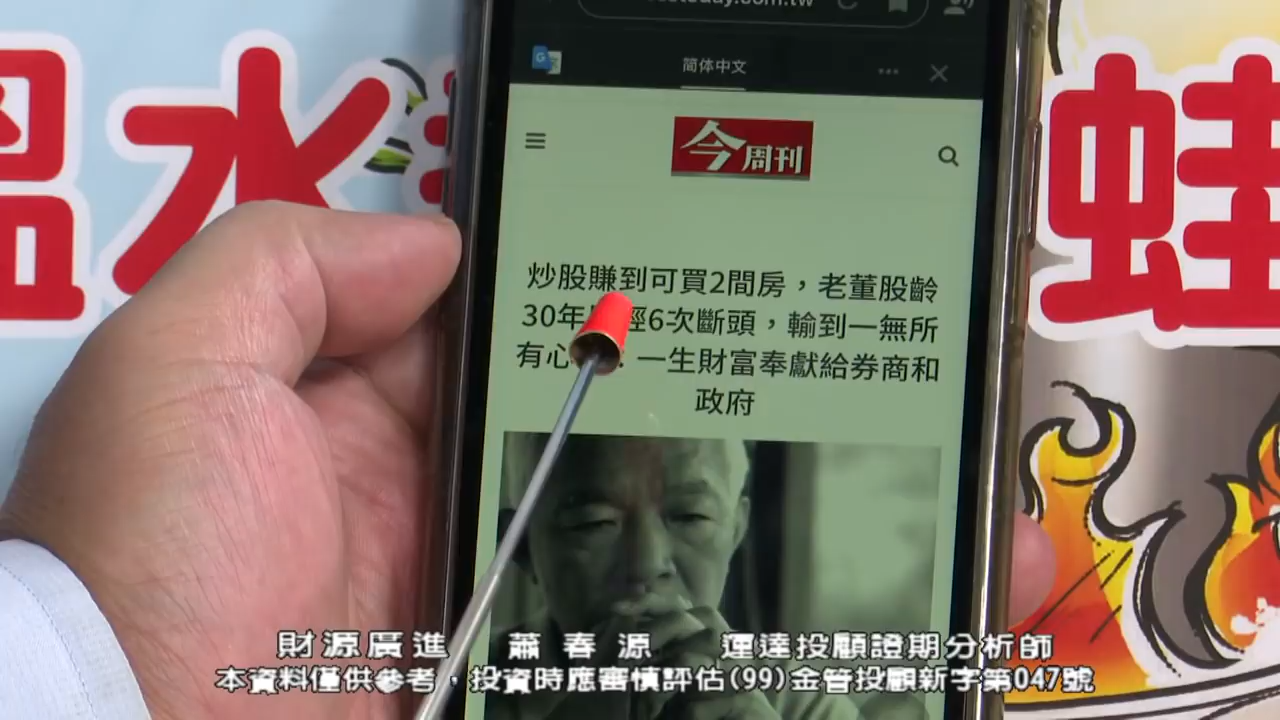 溫水
蛙
簡体中文
今周刊
炒股賺到可買2間房，老董股齡
30年 經6次斷頭，輸到一無所
有心 一生財富奉獻給券商和
政府
財源廣進 蕭春源 運達投顧證期分析師
本資料僅供參考，投資時應審慎評估(99)金管投顧新字第047號